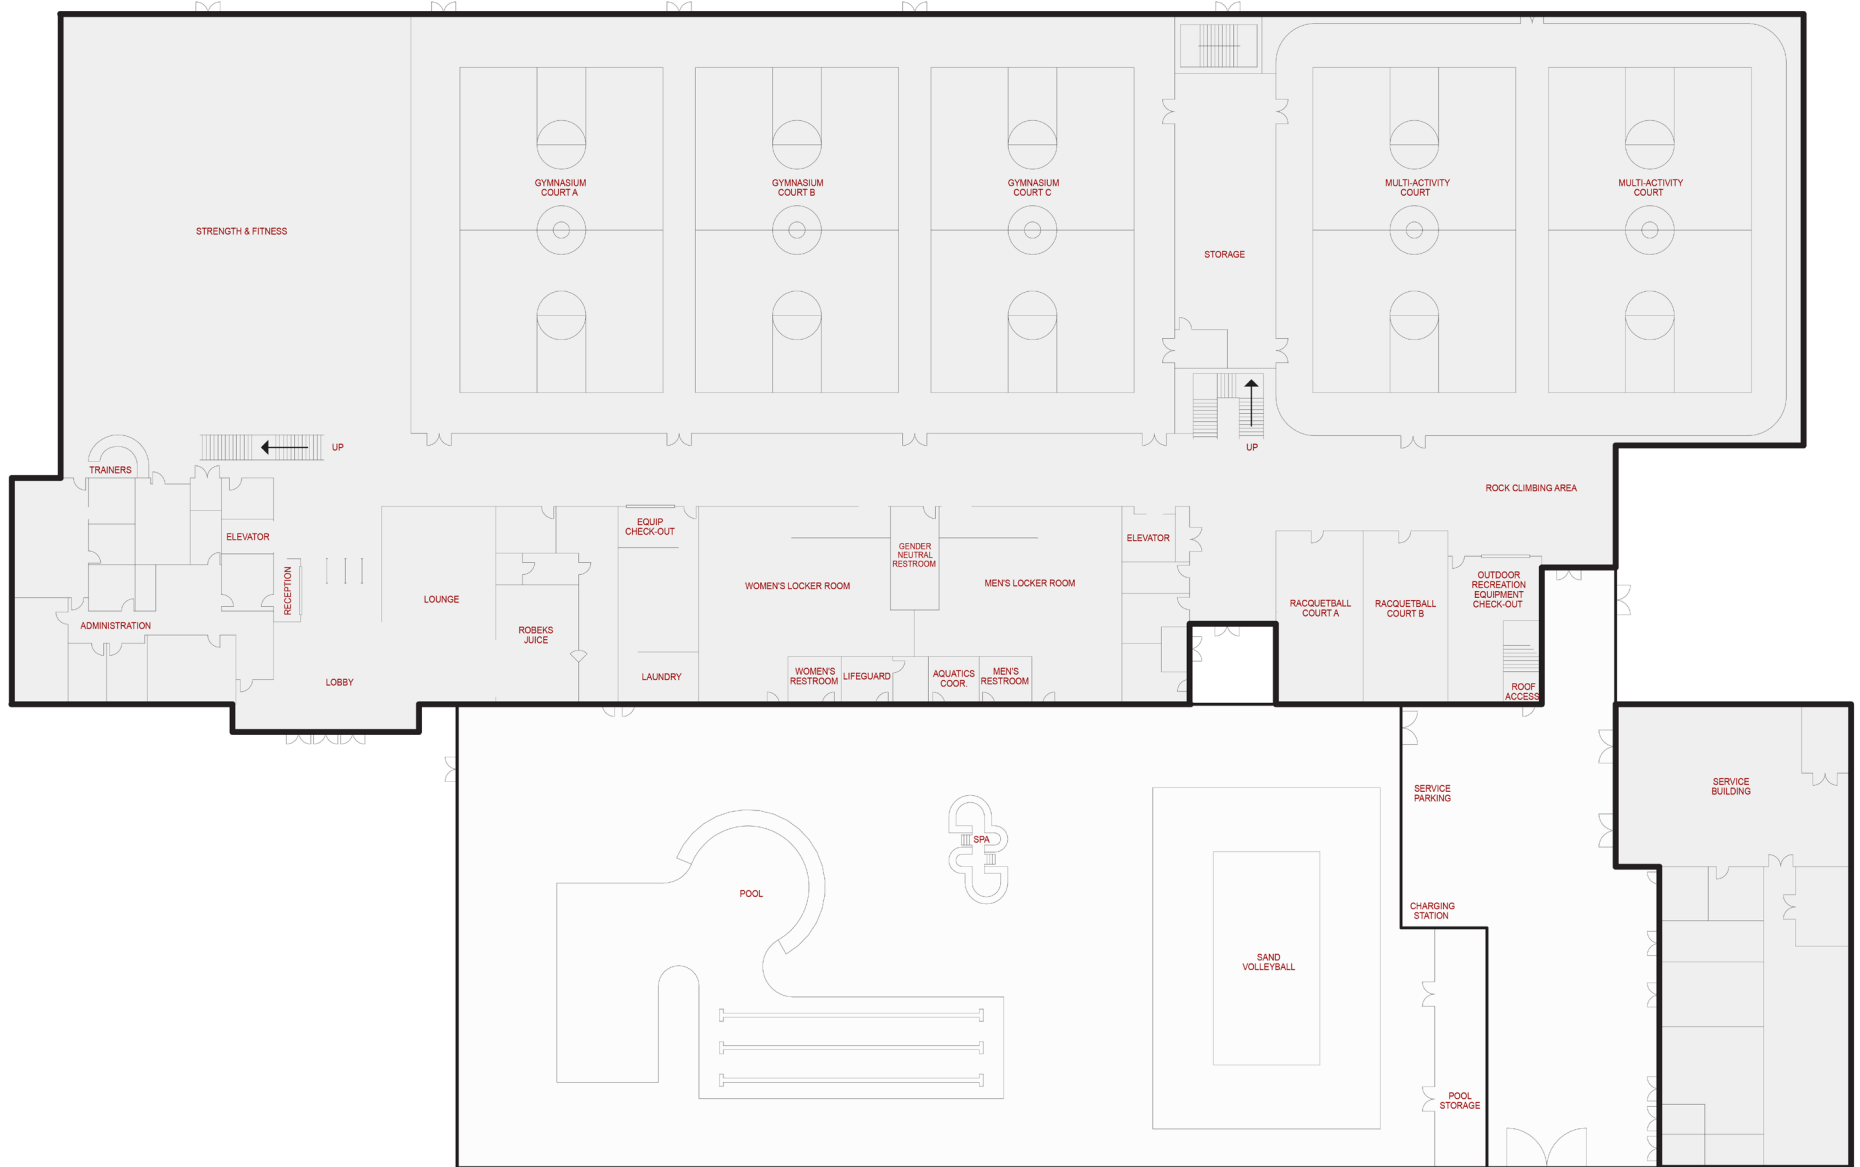 GYMNASIUM
COURT A
GYMNASIUM
COURT B
GYMNASIUM
COURT C
MULTI-ACTIVITY
COURT
MULTI-ACTIVITY
COURT
STRENGTH & FITNESS
STORAGE
UP
UP
TRAINERS
ROCK CLIMBING AREA
EQUIP
CHECK-OUT
ELEVATOR
ELEVATOR
GENDER
NEUTRAL
RESTROOM
RECEPTION
WOMEN'S LOCKER ROOM
MEN'S LOCKER ROOM
OUTDOOR
RECREATION
EQUIPMENT
CHECK-OUT
LOUNGE
RACQUETBALL
COURT A
RACQUETBALL
COURT B
ADMINISTRATION
ROBEKS
JUICE
LOBBY
LAUNDRY
WOMEN'S
RESTROOM
LIFEGUARD
AQUATICS
COOR.
MEN'S
RESTROOM
ROOF
ACCESS
SERVICE
PARKING
SERVICE
BUILDING
SPA
POOL
CHARGING
STATION
SAND
VOLLEYBALL
POOL
STORAGE